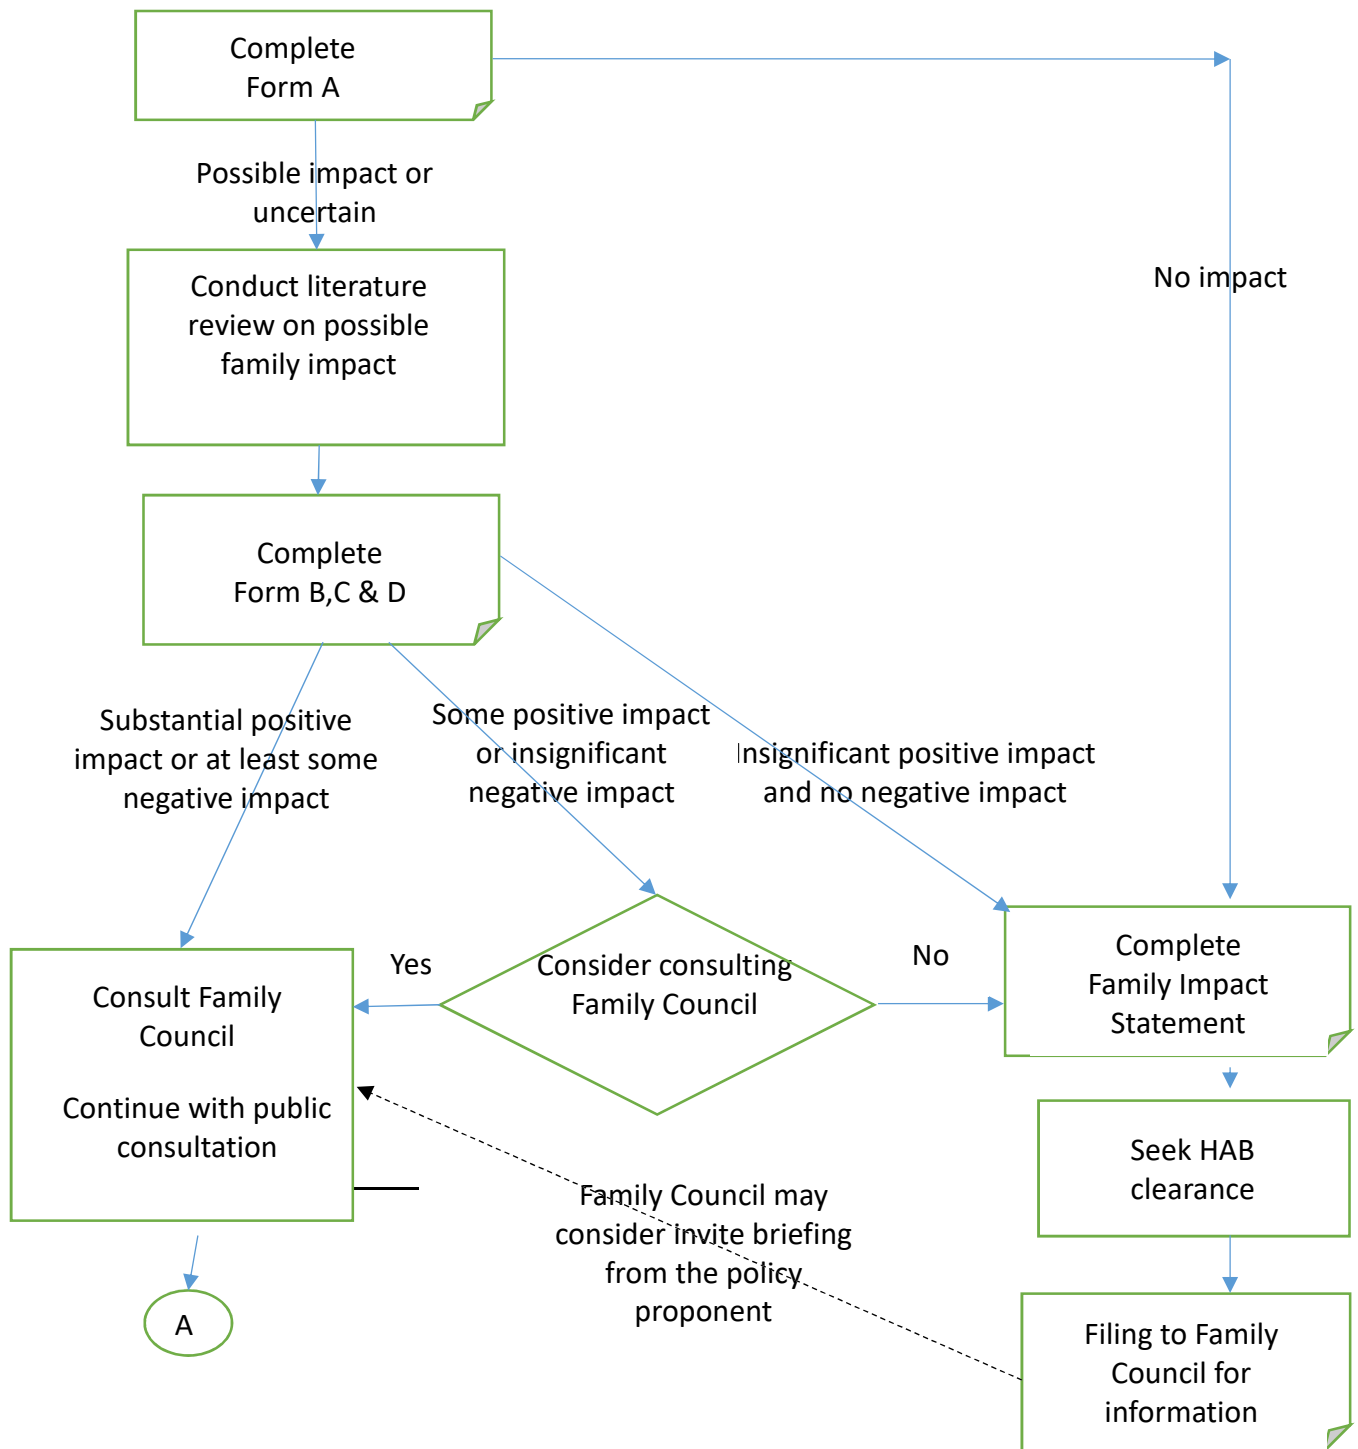 Complete
Form A
Possible impact or
uncertain
No impact
Conduct literature
review on possible
family impact
Complete
Form B,C & D
Substantial positive
impact or at least some
negative impact
Some positive impact
or insignificant
negative impact
Insignificant positive impact
and no negative impact
Yes
Consider consulting
Family Council
No
Complete
Family Impact
Statement
Consult Family
Council
Continue with public
consultation
Seek HAB
clearance
Family Council may
consider invite briefing
from the policy
proponent
A
Filing to Family
Council for
information